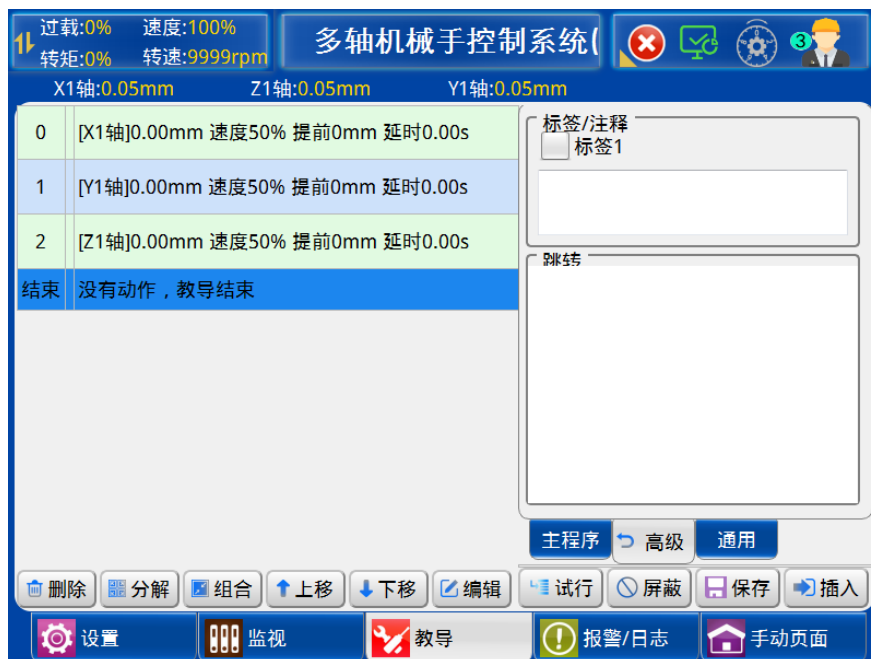 过载:0% 速度:100%
转矩:0% 转速:9999rpm
多轴机械手控制系统(
3
X1轴:0.05mm Z1轴:0.05mm Y1轴:0.05mm
0 [X1轴]0.00mm 速度50% 提前0mm 延时0.00s
1 [Y1轴]0.00mm 速度50% 提前0mm 延时0.00s
2 [Z1轴]0.00mm 速度50% 提前0mm 延时0.00s
结束 没有动作，教导结束
标签/注释
标签1
跳转
主程序 高级 通用
删除 分解 组合 上移 下移 编辑 试行 屏蔽 保存 插入
设置 监视 教导 报警/日志 手动页面